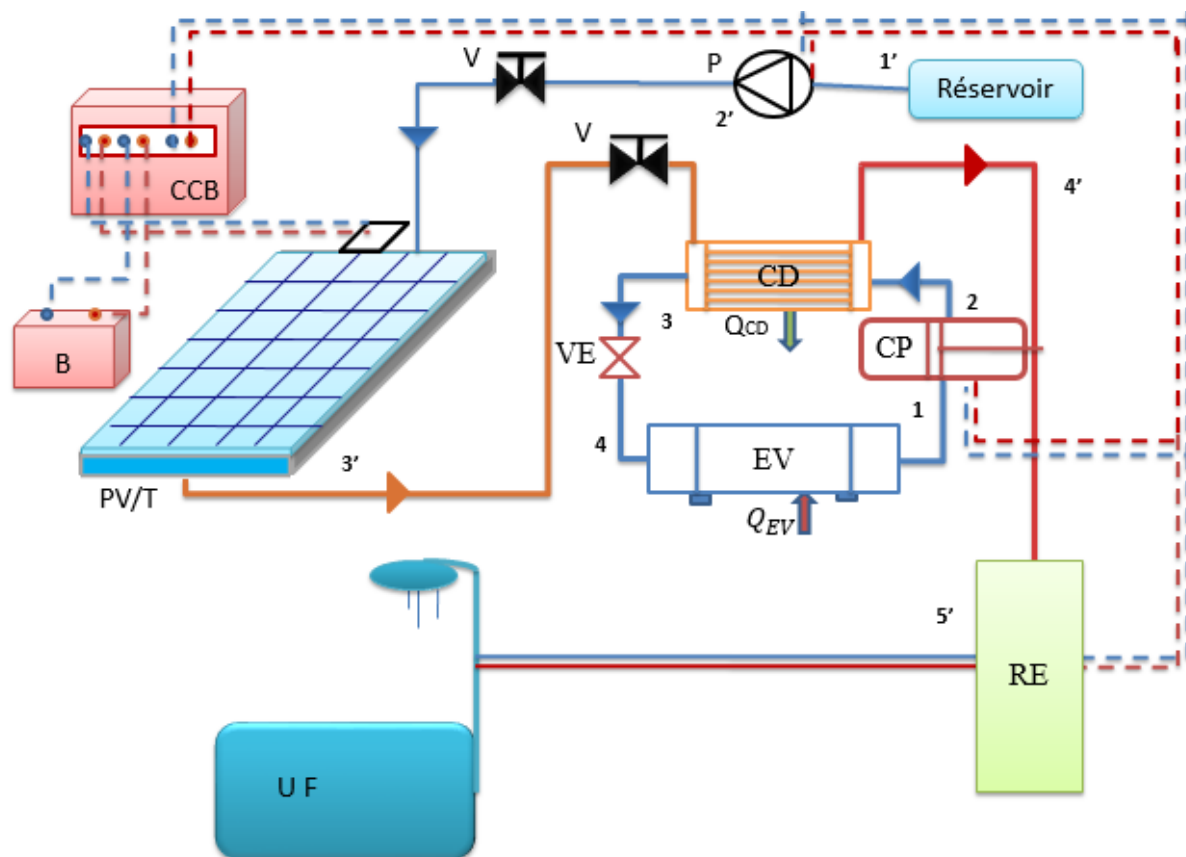 V
P
1’
Réservoir
2’
V
CCB
4’
CD
2
3
QCD
VE
CP
B
1
4
EV
3’
PV/T
QEV
5’
RE
U F